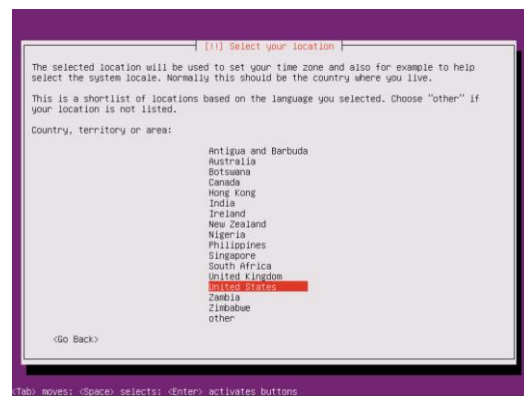 [!!] Select your location
The selected location will be used to set your time zone and also for example to help
select the system locale. Normally this should be the country where you live.
This is a shortlist of locations based on the language you selected. Choose "other" if
your location is not listed.
Country, territory or area:
Antigua and Barbuda
Australia
Botswana
Canada
Hong Kong
India
Ireland
New Zealand
Nigeria
Philippines
Singapore
South Africa
United Kingdom
United States
Zambia
Zimbabwe
other
<Go Back>
<Tab> moves; <Space> selects; <Enter> activates buttons